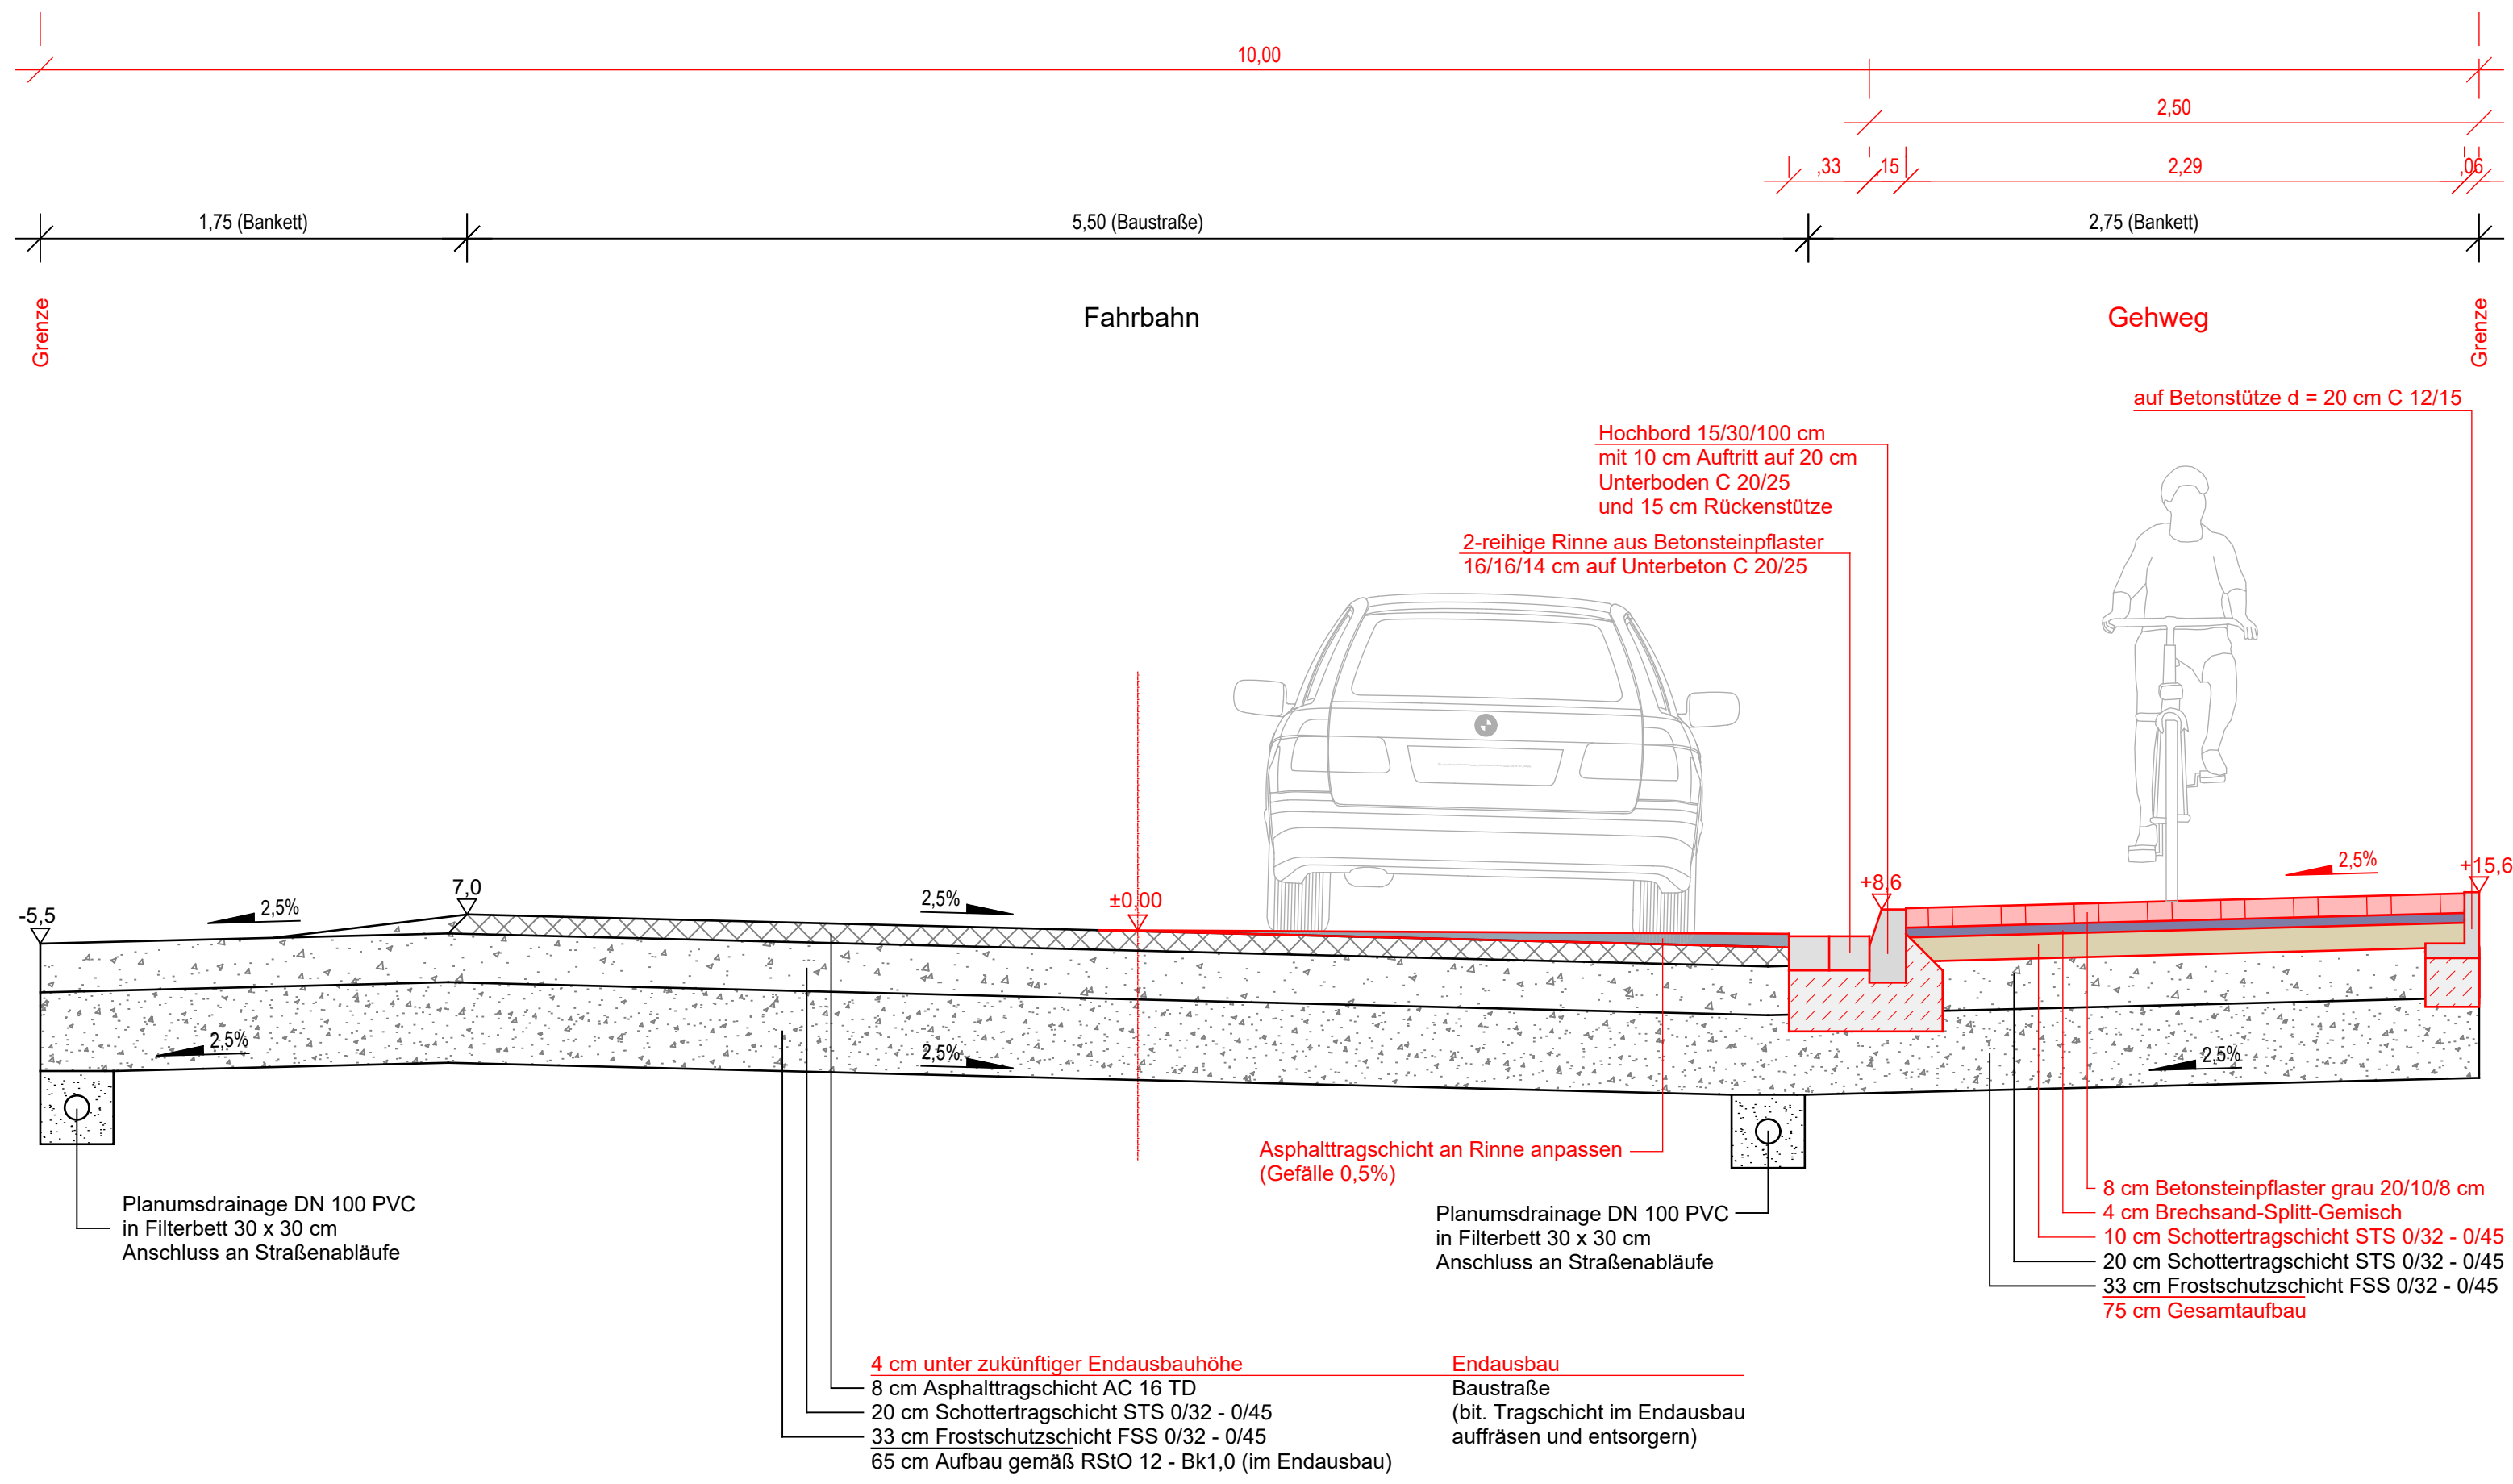 10,00
2,50
,33
,15
2,29
,06
1,75 (Bankett)
5,50 (Baustraße)
2,75 (Bankett)
Grenze
Fahrbahn
Gehweg
Grenze
auf Betonstütze d = 20 cm C 12/15
Hochbord 15/30/100 cm
mit 10 cm Auftritt auf 20 cm
Unterboden C 20/25
und 15 cm Rückenstütze
2-reihige Rinne aus Betonsteinpflaster
16/16/14 cm auf Unterbeton C 20/25
-5,5
2,5%
7,0
2,5%
±0,00
+8,6
2,5%
+15,6
2,5%
2,5%
2,5%
Asphalttragschicht an Rinne anpassen
(Gefälle 0,5%)
Planumsdrainage DN 100 PVC
in Filterbett 30 x 30 cm
Anschluss an Straßenabläufe
Planumsdrainage DN 100 PVC
in Filterbett 30 x 30 cm
Anschluss an Straßenabläufe
8 cm Betonsteinpflaster grau 20/10/8 cm
4 cm Brechsand-Splitt-Gemisch
10 cm Schottertragschicht STS 0/32 - 0/45
20 cm Schottertragschicht STS 0/32 - 0/45
33 cm Frostschutzschicht FSS 0/32 - 0/45
75 cm Gesamtaufbau
4 cm unter zukünftiger Endausbauhöhe
8 cm Asphalttragschicht AC 16 TD
20 cm Schottertragschicht STS 0/32 - 0/45
33 cm Frostschutzschicht FSS 0/32 - 0/45
65 cm Aufbau gemäß RStO 12 - Bk1,0 (im Endausbau)
Endausbau
Baustraße
(bit. Tragschicht im Endausbau
auffräsen und entsorgern)